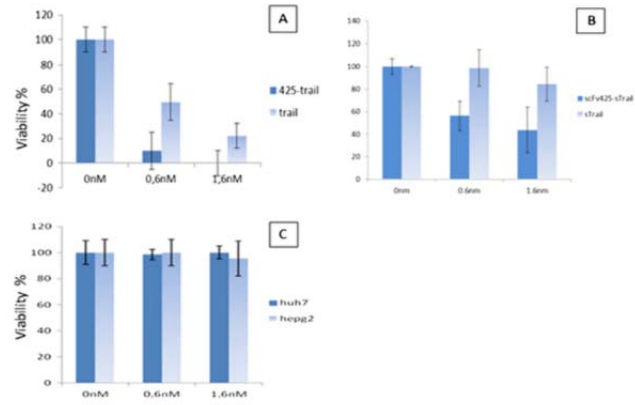 A
Viability %
120
100
80
60
40
20
0
-20
0nM
0,6nM
1,6nM
425-trail
trail
B
140
120
100
80
60
40
20
0
0nm
0.6nm
1.6nm
scFv425-sTrail
sTrail
C
Viability %
120
100
80
60
40
20
0
0nM
0,6nM
1,6nM
huh7
hepg2